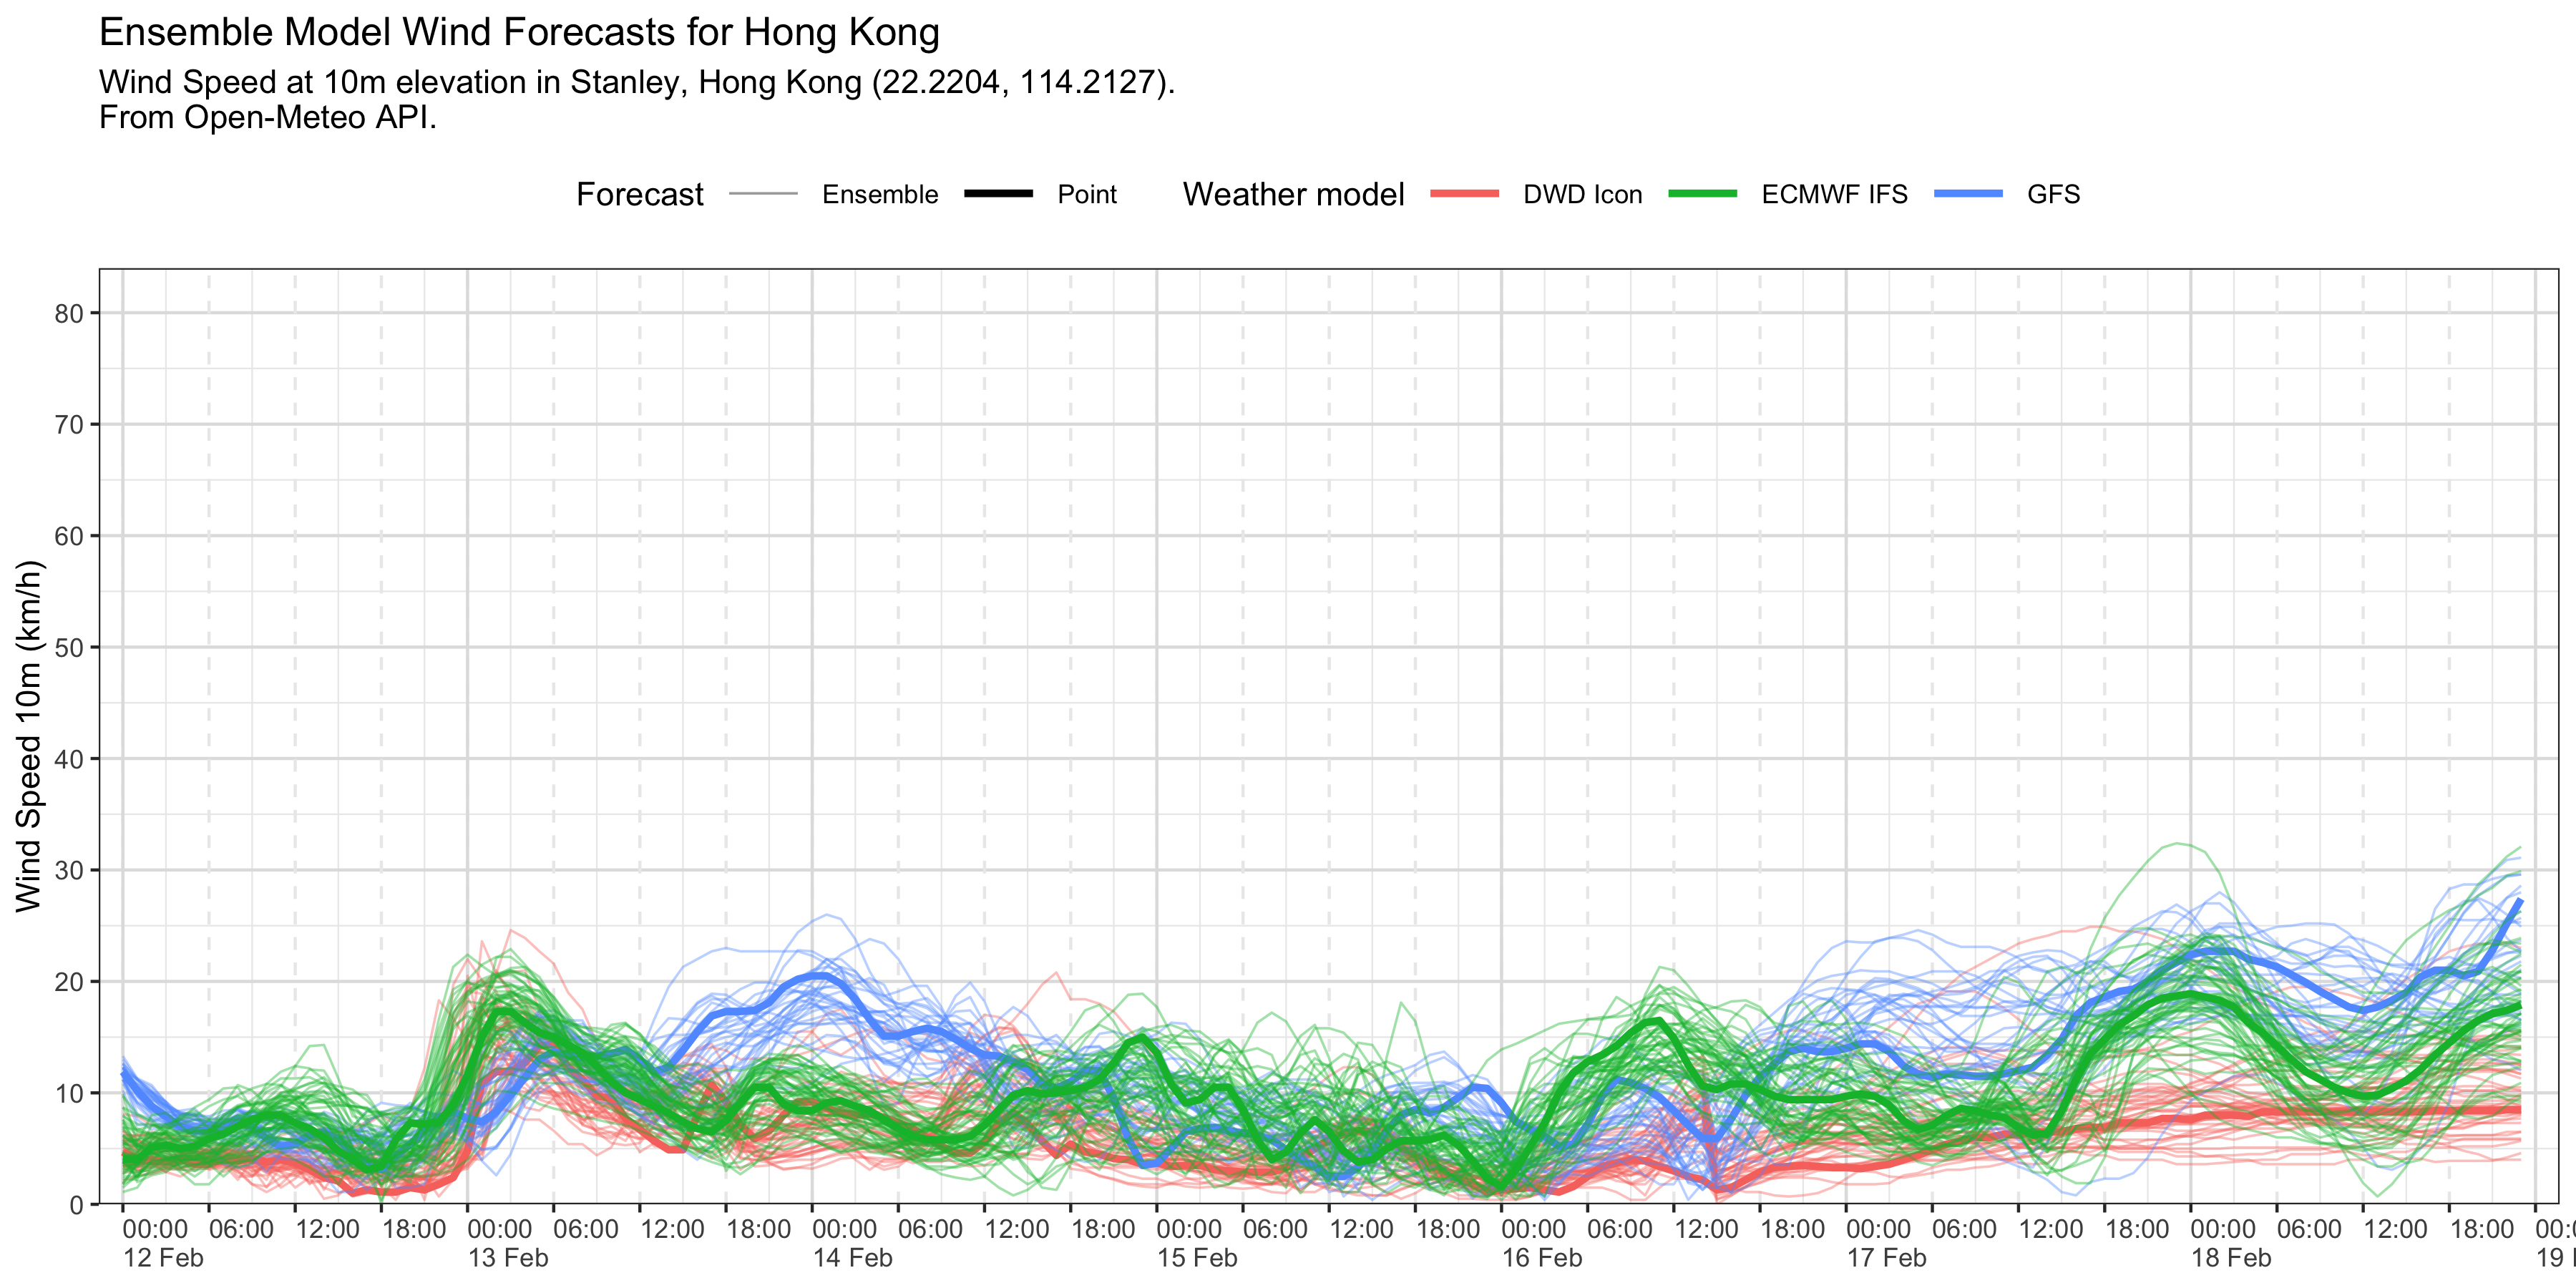 Ensemble Model Wind Forecasts for Hong Kong
Wind Speed at 10m elevation in Stanley, Hong Kong (22.2204, 114.2127).
From Open-Meteo API.
Forecast Ensemble Point Weather model DWD Icon ECMWF IFS GFS
Wind Speed 10m (km/h)
80
70
60
50
40
30
20
10
0
00:00 06:00 12:00 18:00 00:00 06:00 12:00 18:00 00:00 06:00 12:00 18:00 00:00 06:00 12:00 18:00 00:00 06:00 12:00 18:00 00:00 06:00 12:00 18:00 00:00 06:00 12:00 18:00
12 Feb 13 Feb 14 Feb 15 Feb 16 Feb 17 Feb 18 Feb 19